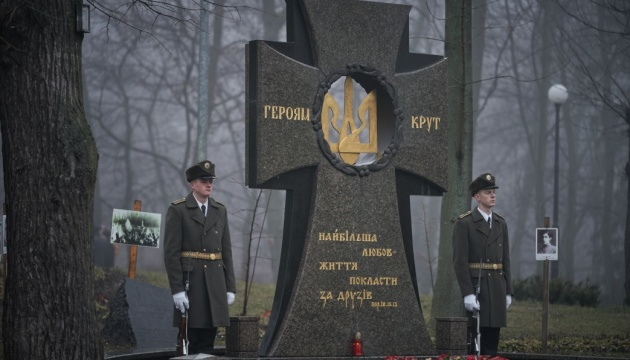 ГЕРОЯМ КРУТ
НАЙБІЛЬША
ЛЮБОВ-
ЖИТТЯ
ПОКЛАСТИ
ЗА ДРУЗІВ